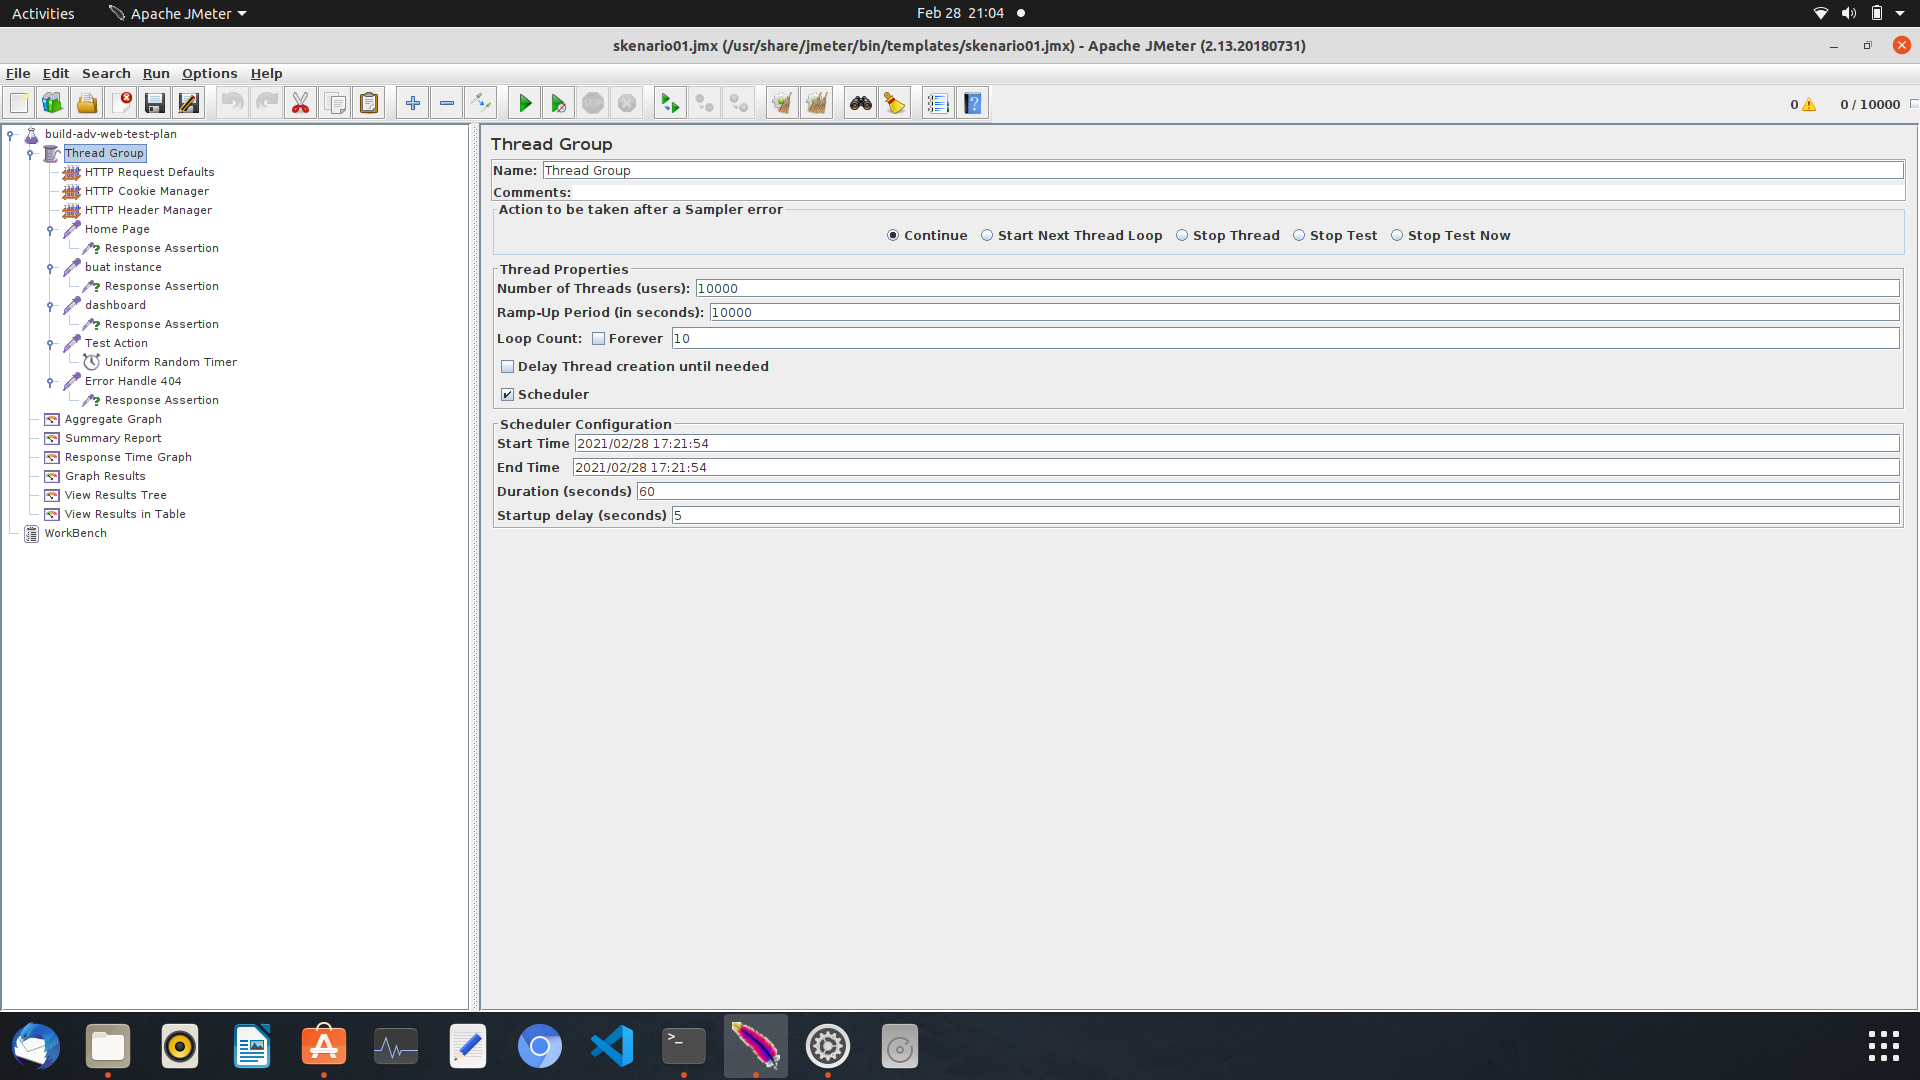 Activities Apache JMeter Feb 28 21:04
skenario01.jmx (/usr/share/jmeter/bin/templates/skenario01.jmx) - Apache JMeter (2.13.20180731)
File Edit Search Run Options Help
STOP 0 0 / 10000
build-adv-web-test-plan
Thread Group
HTTP Request Defaults
HTTP Cookie Manager
HTTP Header Manager
Home Page
Response Assertion
buat instance
Response Assertion
dashboard
Response Assertion
Test Action
Uniform Random Timer
Error Handle 404
Response Assertion
Aggregate Graph
Summary Report
Response Time Graph
Graph Results
View Results Tree
View Results in Table
WorkBench
Thread Group
Name: Thread Group
Comments:
Action to be taken after a Sampler error
Continue Start Next Thread Loop Stop Thread Stop Test Stop Test Now
Thread Properties
Number of Threads (users): 10000
Ramp-Up Period (in seconds): 10000
Loop Count: Forever 10
Delay Thread creation until needed
Scheduler
Scheduler Configuration
Start Time 2021/02/28 17:21:54
End Time 2021/02/28 17:21:54
Duration (seconds) 60
Startup delay (seconds) 5